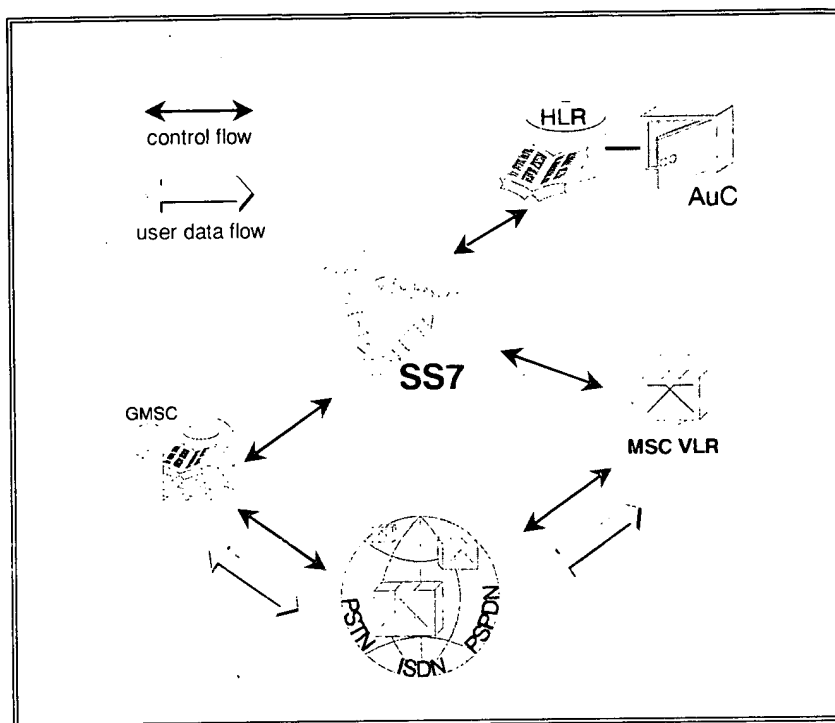 control flow
user data flow
HLR
AuC
SS7
GMSC
MSC VLR
PSTN
ISDN
PSPDN